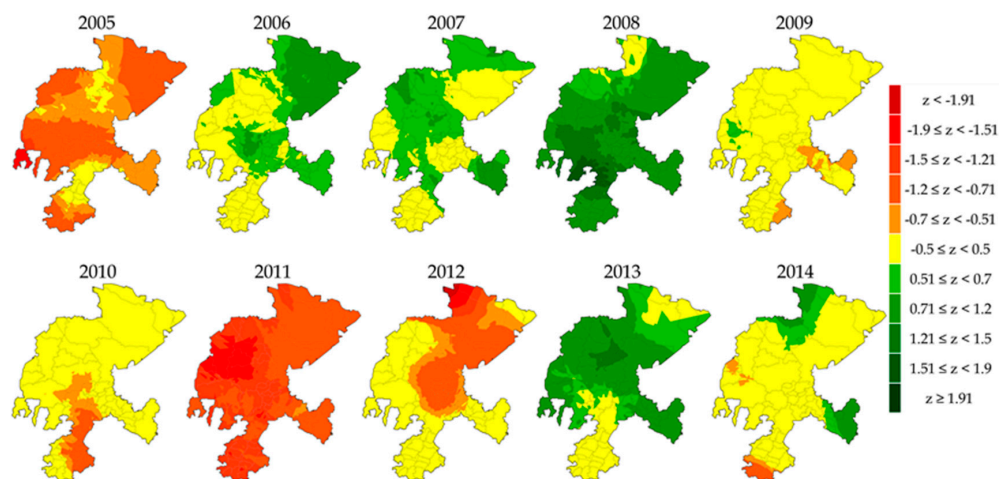 2005
2006
2007
2008
2009
z < -1.91
-1.9 ≤ z < -1.51
-1.5 ≤ z < -1.21
-1.2 ≤ z < -0.71
-0.7 ≤ z < -0.51
-0.5 ≤ z < 0.5
0.51 ≤ z < 0.7
0.71 ≤ z < 1.2
1.21 ≤ z < 1.5
1.51 ≤ z < 1.9
z ≥ 1.91
2010
2011
2012
2013
2014